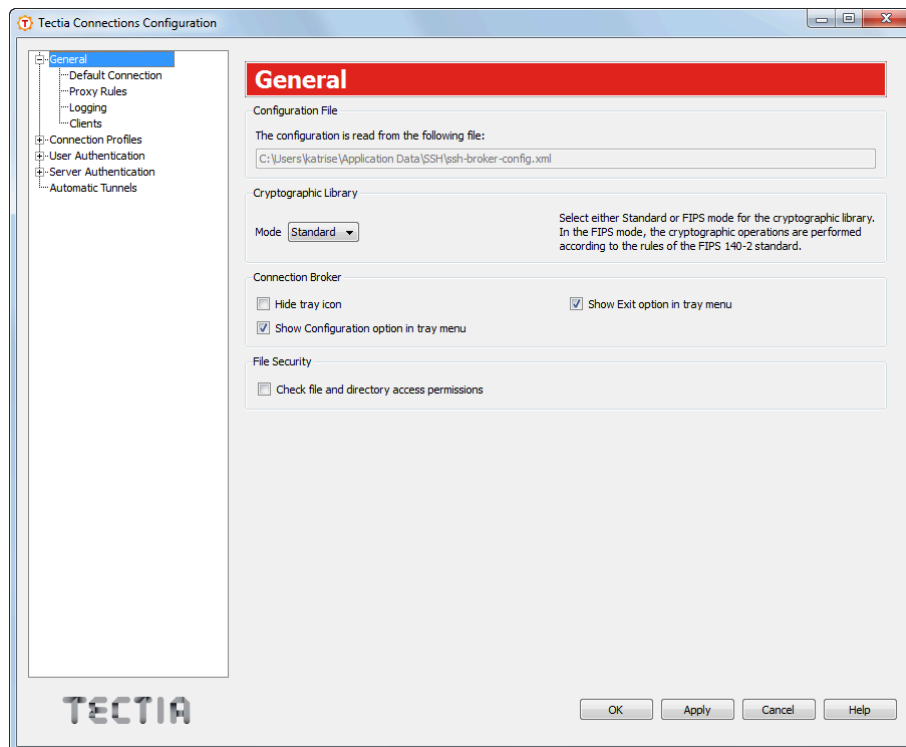 Tectia Connections Configuration
General
Default Connection
Proxy Rules
Logging
Clients
Connection Profiles
User Authentication
Server Authentication
Automatic Tunnels
General
Configuration File
The configuration is read from the following file:
C:\Users\katrise\Application Data\SSH\ssh-broker-config.xml
Cryptographic Library
Mode Standard
Select either Standard or FIPS mode for the cryptographic library.
In the FIPS mode, the cryptographic operations are performed
according to the rules of the FIPS 140-2 standard.
Connection Broker
Hide tray icon
Show Exit option in tray menu
Show Configuration option in tray menu
File Security
Check file and directory access permissions
TECTIA
OK Apply Cancel Help